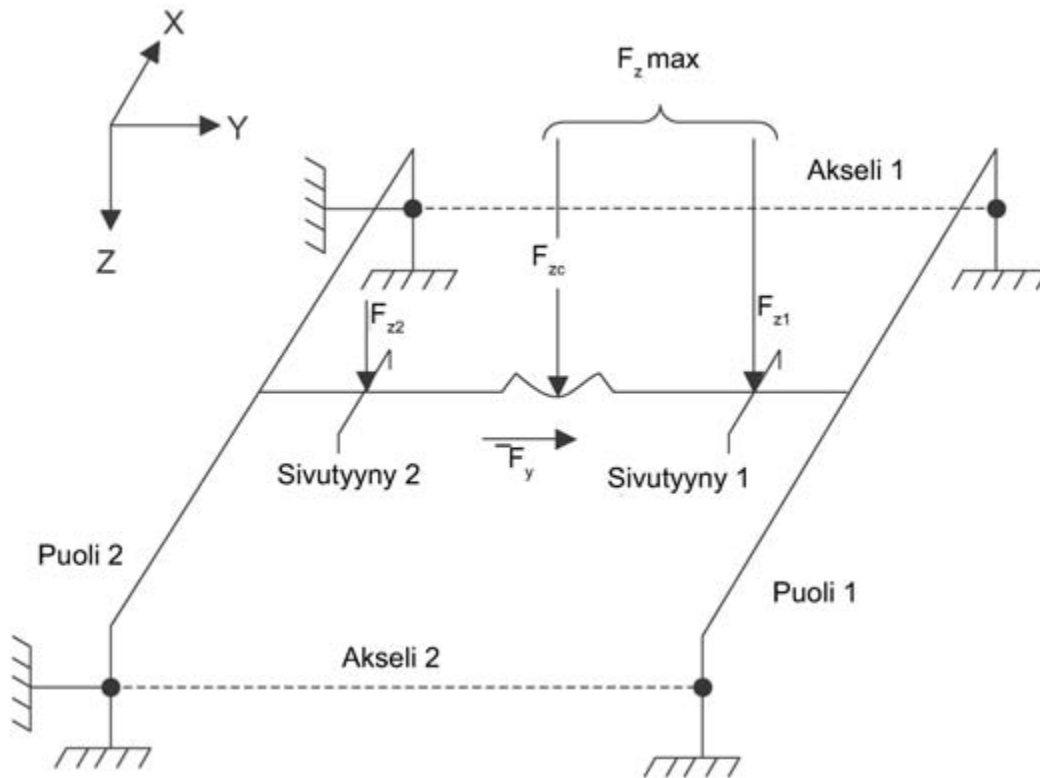 X
Y
Z
F_z max
Akseli 1
F_zc
F_z2
F_z1
Sivutyyny 2
‾F_y
Sivutyyny 1
Puoli 2
Puoli 1
Akseli 2